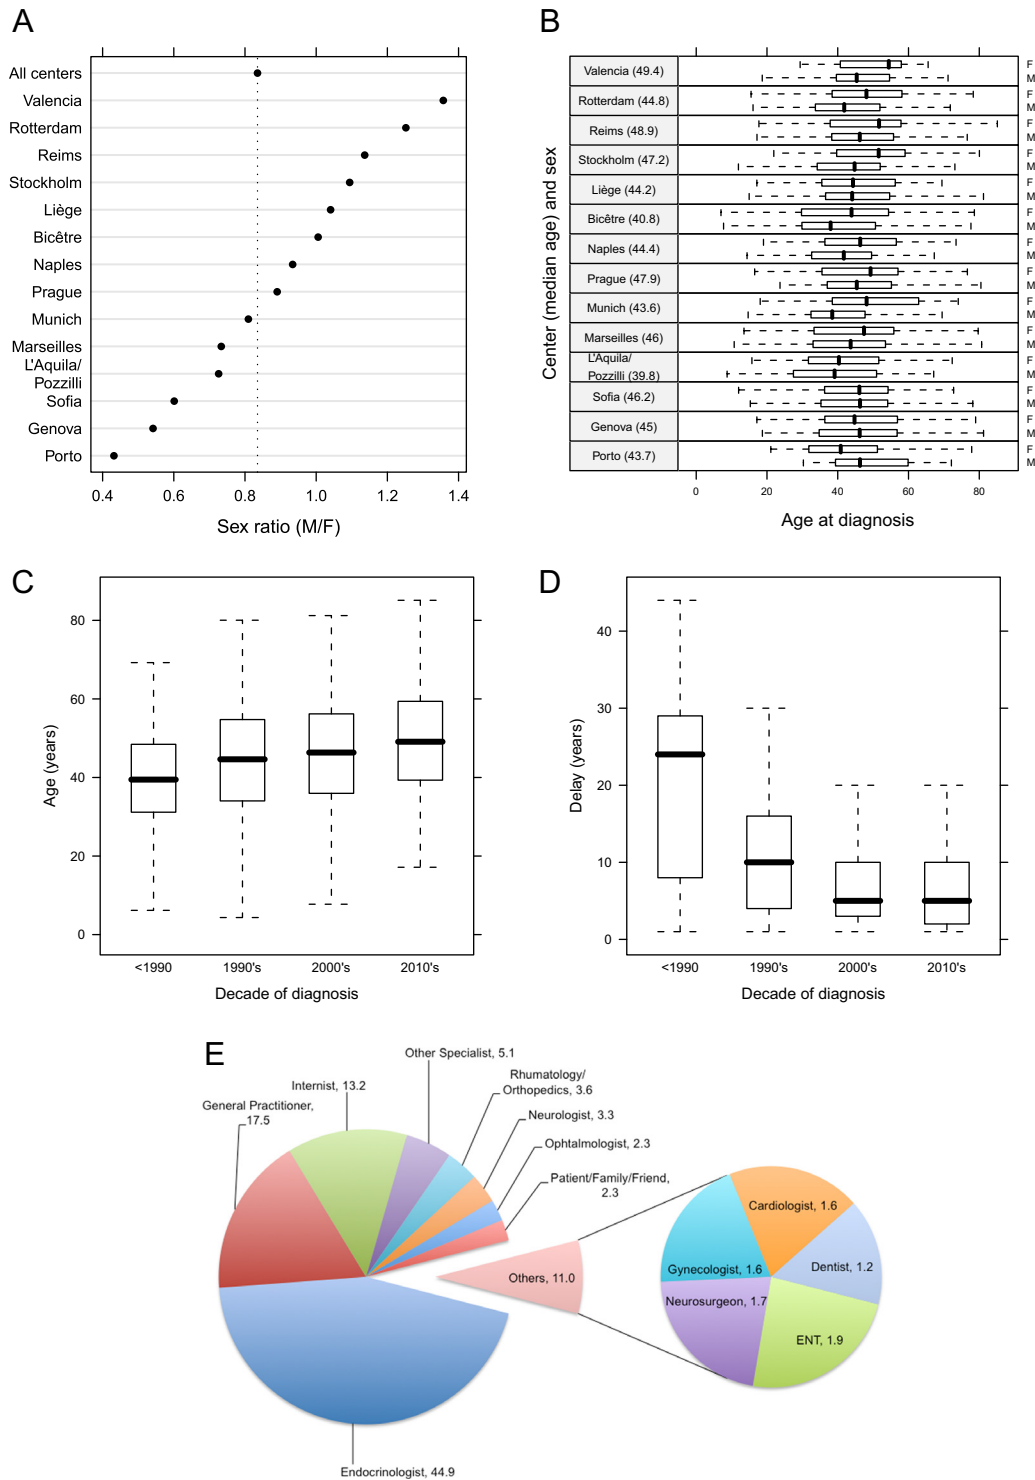 A
All centers
Valencia
Rotterdam
Reims
Stockholm
Liège
Bicêtre
Naples
Prague
Munich
Marseilles
L'Aquila/
Pozzilli
Sofia
Genova
Porto
0.4
0.6
0.8
1.0
1.2
1.4
Sex ratio (M/F)
B
Center (median age) and sex
Valencia (49.4)
F
M
Rotterdam (44.8)
F
M
Reims (48.9)
F
M
Stockholm (47.2)
F
M
Liège (44.2)
F
M
Bicêtre (40.8)
F
M
Naples (44.4)
F
M
Prague (47.9)
F
M
Munich (43.6)
F
M
Marseilles (46)
F
M
L'Aquila/
Pozzilli (39.8)
F
M
Sofia (46.2)
F
M
Genova (45)
F
M
Porto (43.7)
F
M
0
20
40
60
80
Age at diagnosis
C
Age (years)
80
60
40
20
0
<1990
1990's
2000's
2010's
Decade of diagnosis
D
Delay (years)
40
30
20
10
0
<1990
1990's
2000's
2010's
Decade of diagnosis
E
Other Specialist, 5.1
Internist, 13.2
General Practitioner,
17.5
Rhumatology/
Orthopedics, 3.6
Neurologist, 3.3
Ophtalmologist, 2.3
Patient/Family/Friend,
2.3
Others, 11.0
Endocrinologist, 44.9
Cardiologist, 1.6
Dentist, 1.2
Gynecologist, 1.6
Neurosurgeon, 1.7
ENT, 1.9